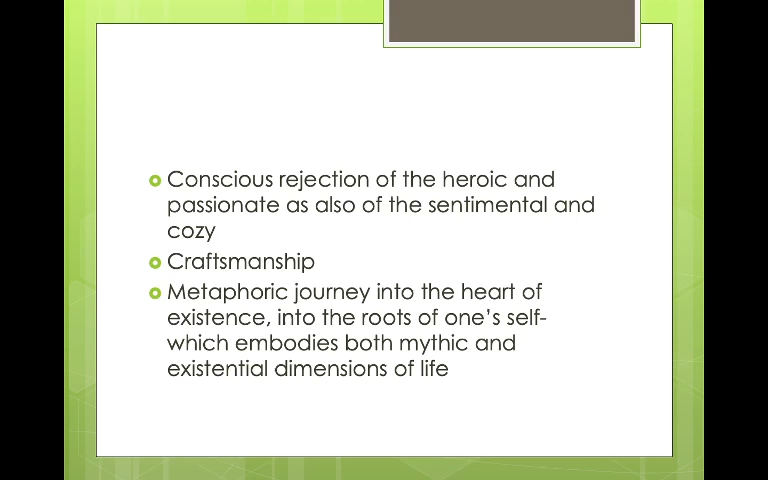 Conscious rejection of the heroic and
passionate as also of the sentimental and
cozy
Craftsmanship
Metaphoric journey into the heart of
existence, into the roots of one’s self-
which embodies both mythic and
existential dimensions of life